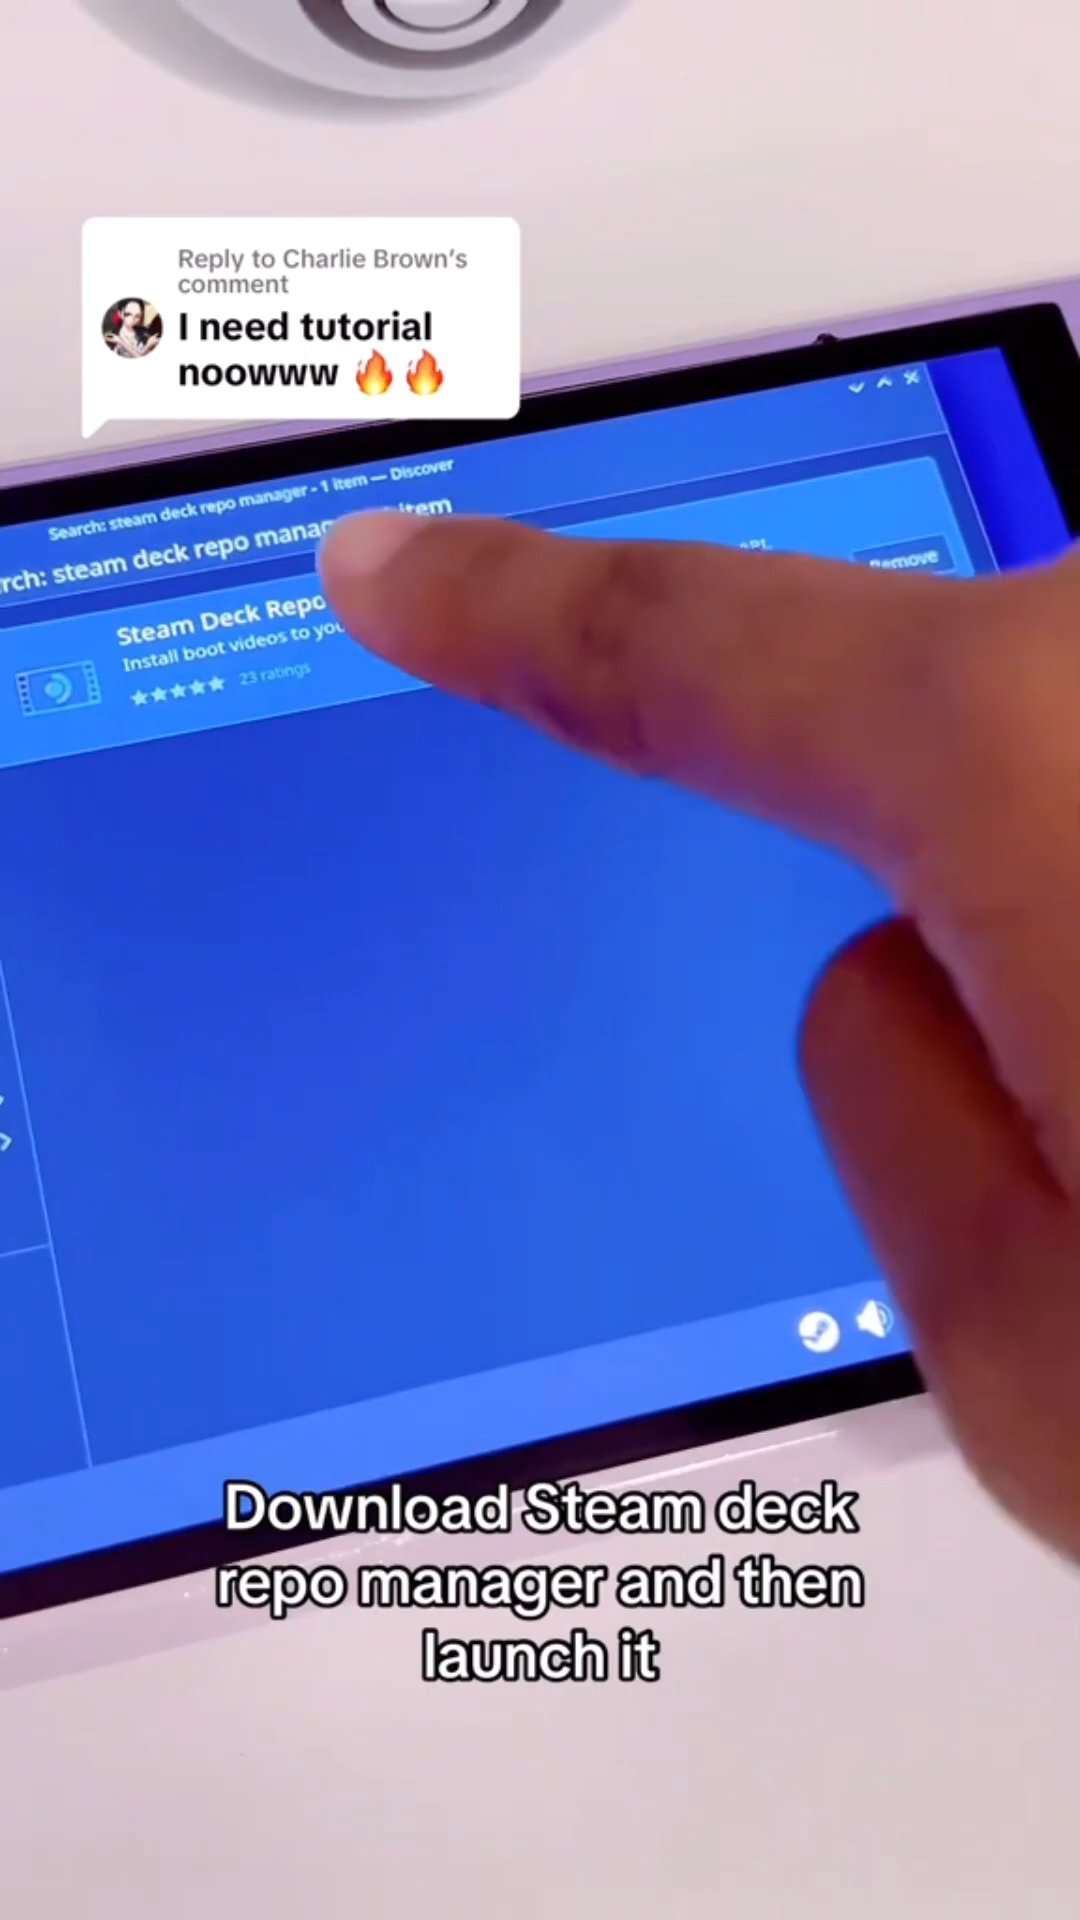 Reply to Charlie Brown's
comment
I need tutorial
noowww 🔥🔥
Search: steam deck repo manager - 1 item — Discover
rch: steam deck repo manag item
Steam Deck Repo
Install boot videos to you
23 ratings
API.
Remove
Download Steam deck
repo manager and then
launch it